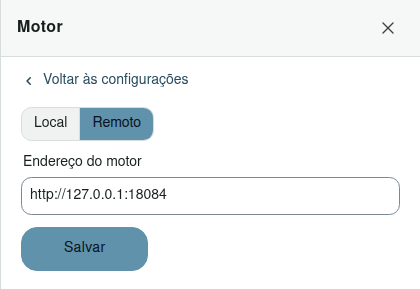 Motor
Voltar às configurações
Local Remoto
Endereço do motor
http://127.0.0.1:18084
Salvar